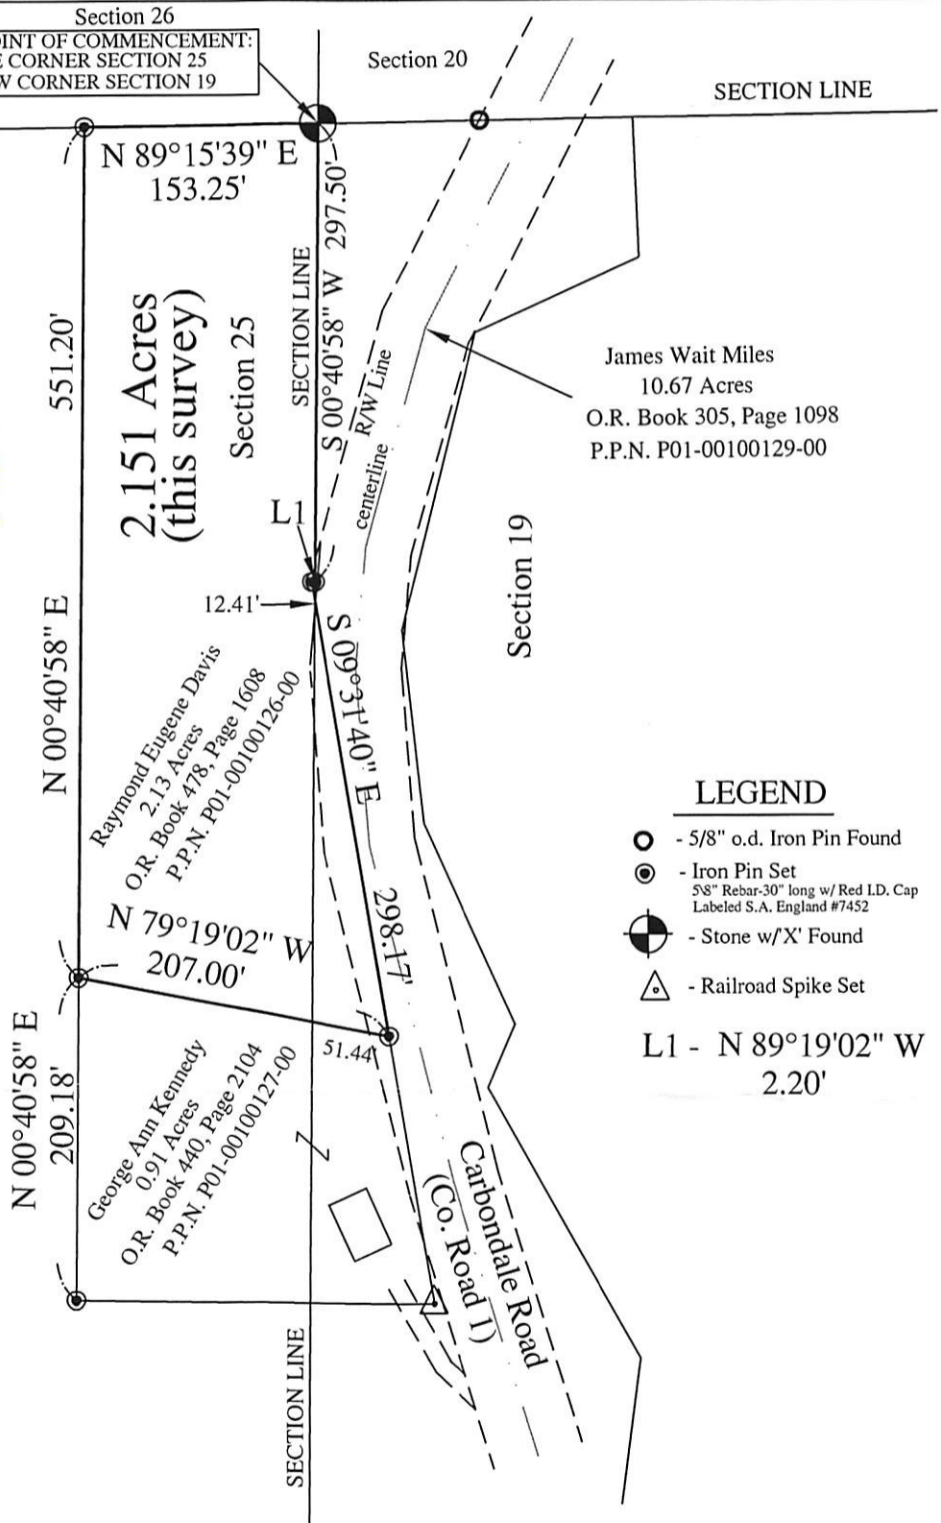 Section 26
INT OF COMMENCEMENT:
CORNER SECTION 25
CORNER SECTION 19
Section 20
SECTION LINE
N 89°15'39" E
153.25'
S 00°40'58" W 297.50'
SECTION LINE
551.20'
N 00°40'58" E
2.151 Acres
(this survey)
Section 25
R/W Line
centerline
James Wait Miles
10.67 Acres
O.R. Book 305, Page 1098
P.P.N. P01-00100129-00
Section 19
L1
12.41'
S 09°31'40" E
298.17'
Raymond Eugene Davis
2.13 Acres
O.R. Book 478, Page 1608
P.P.N. P01-00100126-00
N 79°19'02" W
207.00'
51.44'
N 00°40'58" E
209.18'
George Ann Kennedy
0.91 Acres
O.R. Book 440, Page 2104
P.P.N. P01-00100127-00
Carbondale Road
(Co. Road 1)
SECTION LINE
LEGEND
- 5/8" o.d. Iron Pin Found
- Iron Pin Set
5⁄8" Rebar-30" long w/ Red I.D. Cap
Labeled S.A. England #7452
- Stone w/'X' Found
- Railroad Spike Set
L1 - N 89°19'02" W
2.20'